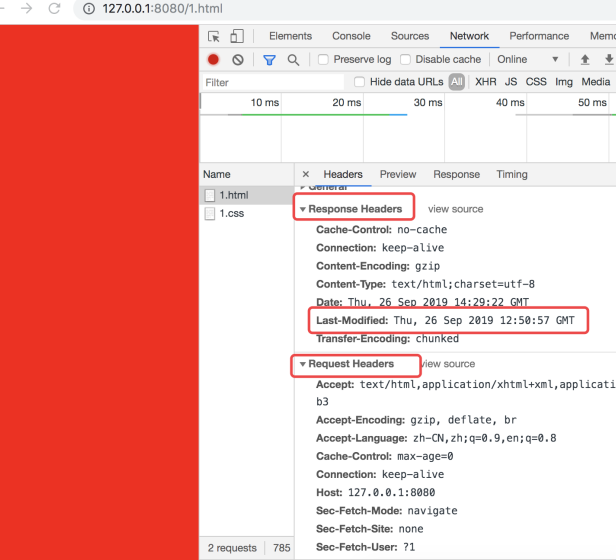 127.0.0.1:8080/1.html
Elements Console Sources Network Performance Memo
Preserve log Disable cache Online
Filter Hide data URLs All XHR JS CSS Img Media
10 ms 20 ms 30 ms 40 ms 50 ms
Name × Headers Preview Response Timing
General
1.html
Response Headers view source
1.css
Cache-Control: no-cache
Connection: keep-alive
Content-Encoding: gzip
Content-Type: text/html;charset=utf-8
Date: Thu, 26 Sep 2019 14:29:22 GMT
Last-Modified: Thu, 26 Sep 2019 12:50:57 GMT
Transfer-Encoding: chunked
Request Headers view source
Accept: text/html,application/xhtml+xml,applicati
b3
Accept-Encoding: gzip, deflate, br
Accept-Language: zh-CN,zh;q=0.9,en;q=0.8
Cache-Control: max-age=0
Connection: keep-alive
Host: 127.0.0.1:8080
Sec-Fetch-Mode: navigate
Sec-Fetch-Site: none
Sec-Fetch-User: ?1
2 requests 785